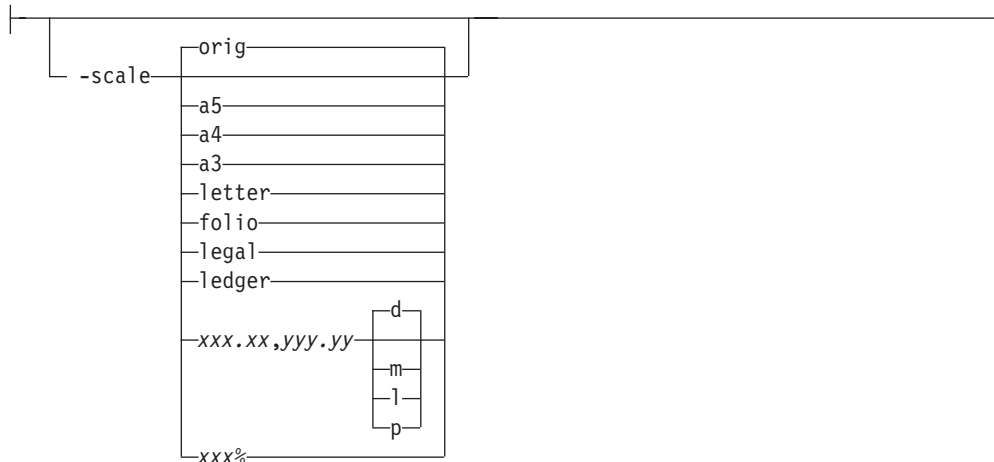 orig
-scale
a5
a4
a3
letter
folio
legal
ledger
d
xxx.xx,yyy.yy
m
l
p
xxx%